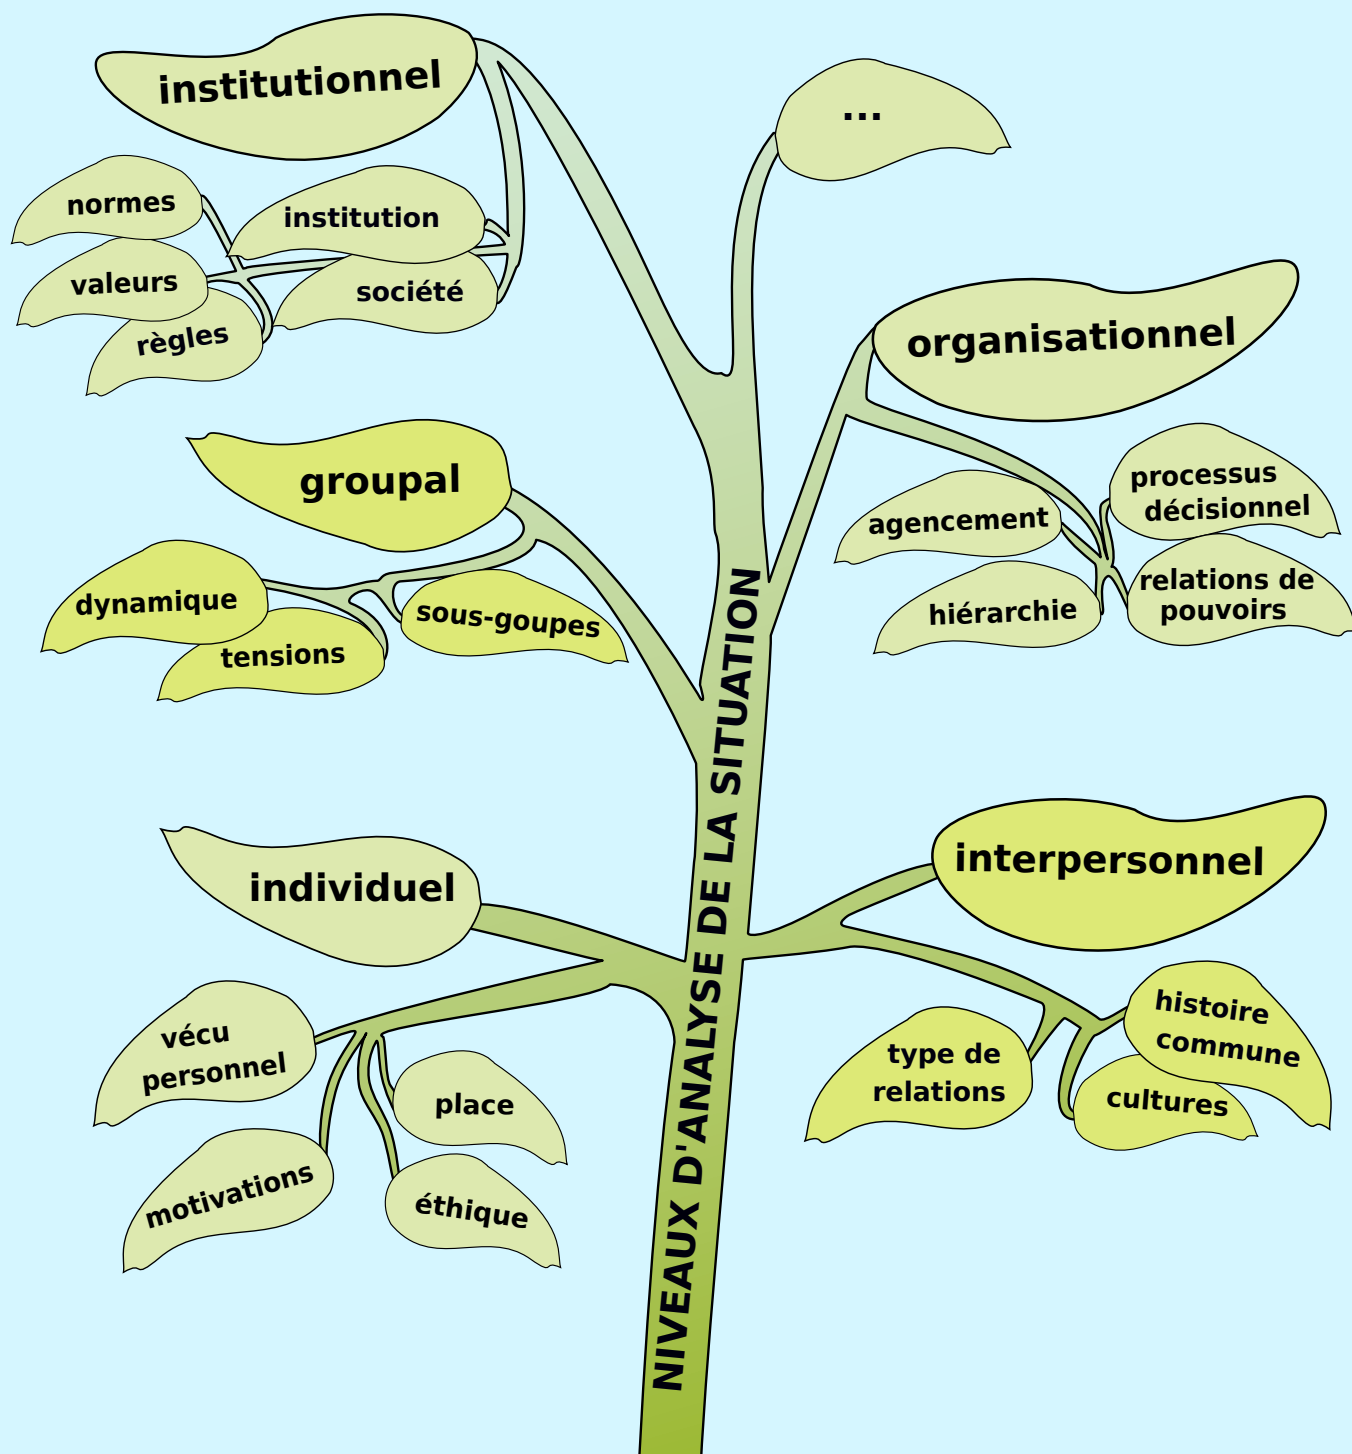 institutionnel
...
normes
institution
valeurs
société
règles
organisationnel
groupal
processus
décisionnel
agencement
relations de
pouvoirs
hiérarchie
dynamique
sous-goupes
tensions
NIVEAUX D'ANALYSE DE LA SITUATION
individuel
interpersonnel
vécu
personnel
place
motivations
éthique
histoire
commune
type de
relations
cultures